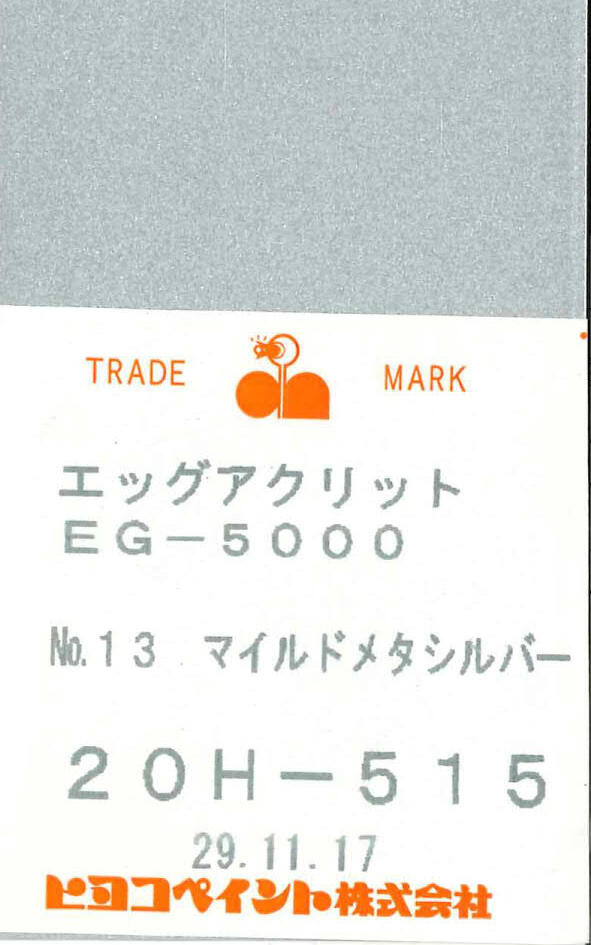 TRADE MARK
エッグアクリット
EG-5000
No.13 マイルドメタシルバー
20H-515
29.11.17
ヒヨコペイント株式会社